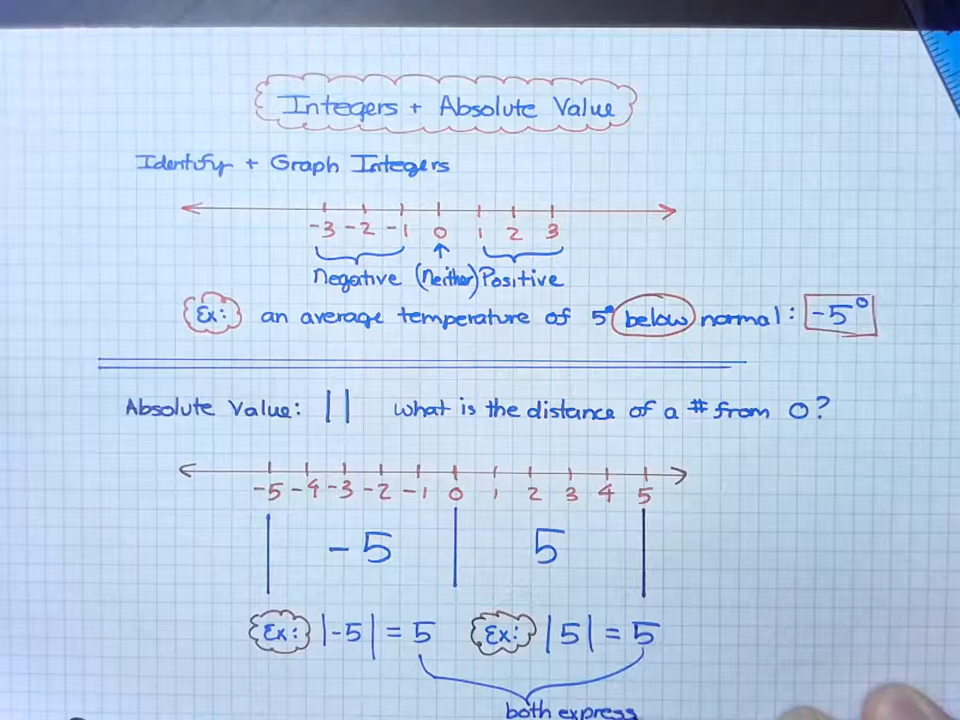 Integers + Absolute Value
Identify + Graph Integers
-3 -2 -1 0 1 2 3
Negative (Neither) Positive
Ex: an average temperature of 5° below normal: -5°
Absolute Value: || what is the distance of a # from 0?
-5 -4 -3 -2 -1 0 1 2 3 4 5
-5 5
Ex: |-5| = 5 Ex: |5| = 5
both express